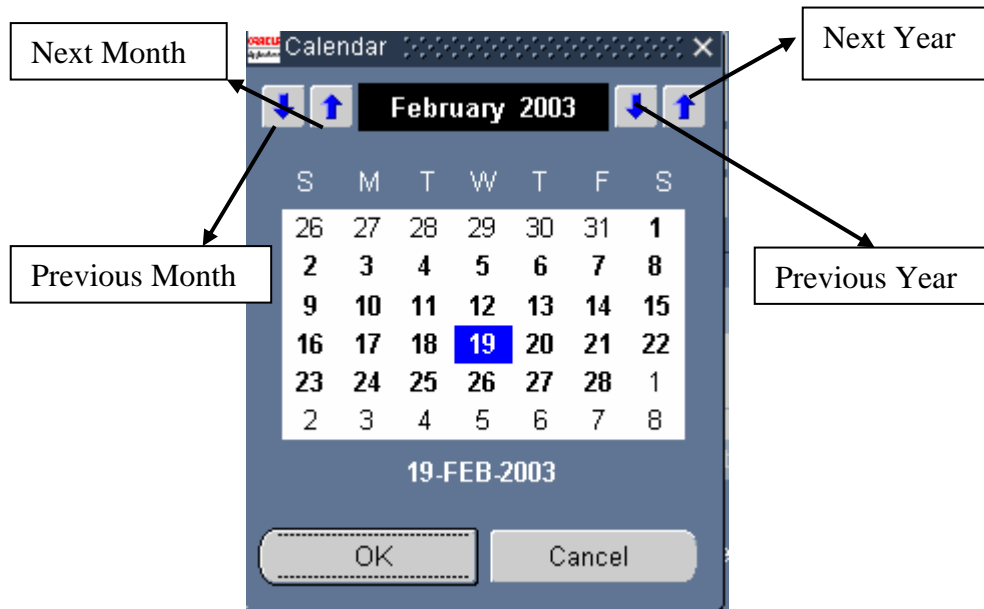 Next Month
Next Year
ORACLE
Calendar
February 2003
S M T W T F S
26 27 28 29 30 31 1
2 3 4 5 6 7 8
Previous Month
Previous Year
9 10 11 12 13 14 15
16 17 18 19 20 21 22
23 24 25 26 27 28 1
2 3 4 5 6 7 8
19-FEB-2003
OK Cancel